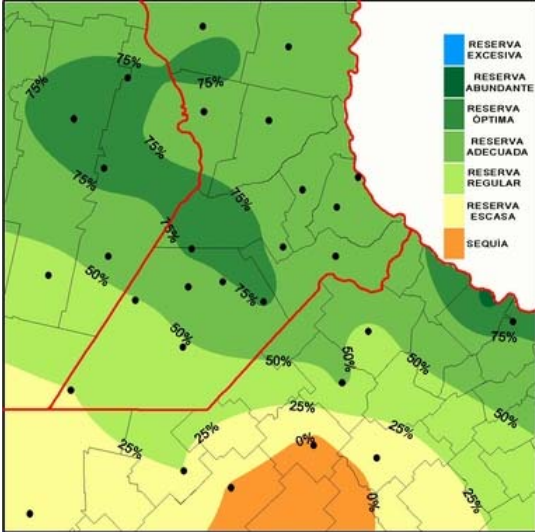 75%
75%
75%
75%
75%
75%
75%
75%
50%
50%
50%
50%
50%
50%
75%
25%
25%
25%
25%
25%
0%
0%
RESERVA
EXCESIVA
RESERVA
ABUNDANTE
RESERVA
ÓPTIMA
RESERVA
ADECUADA
RESERVA
REGULAR
RESERVA
ESCASA
SEQUÍA